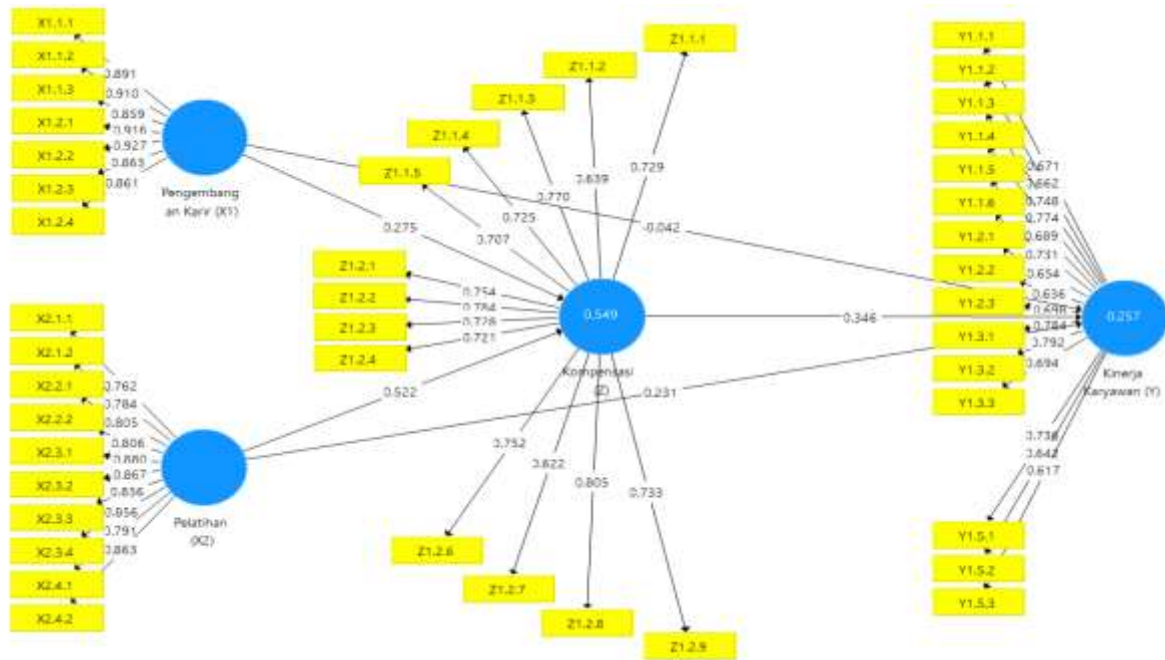 X1.1.1
X1.1.2
X1.1.3
X1.2.1
X1.2.2
X1.2.3
X1.2.4
0.891
0.910
0.859
0.916
0.927
0.863
0.861
Pengembang
an Karir (X1)
X2.1.1
X2.1.2
X2.2.1
X2.2.2
X2.3.1
X2.3.2
X2.3.3
X2.3.4
X2.4.1
X2.4.2
0.762
0.784
0.805
0.806
0.880
0.867
0.856
0.791
0.863
Pelatihan
(X2)
Z1.1.1
Z1.1.2
Z1.1.3
Z1.1.4
Z1.1.5
0.729
0.639
0.770
0.725
0.707
Z1.2.1
Z1.2.2
Z1.2.3
Z1.2.4
0.754
0.784
0.721
0.275
0.522
-0.042
0.346
0.231
0.549
Kompensasi
(Z)
0.752
0.622
0.805
0.733
Z1.2.6
Z1.2.7
Z1.2.8
Z1.2.9
Y1.1.1
Y1.1.2
Y1.1.3
Y1.1.4
Y1.1.5
Y1.1.6
Y1.2.1
Y1.2.2
Y1.2.3
Y1.3.1
Y1.3.2
Y1.3.3
0.671
0.662
0.748
0.774
0.689
0.731
0.654
0.636
0.698
0.784
0.792
0.694
0.257
Kinerja
Karyawan (Y)
0.642
0.617
Y1.5.1
Y1.5.2
Y1.5.3